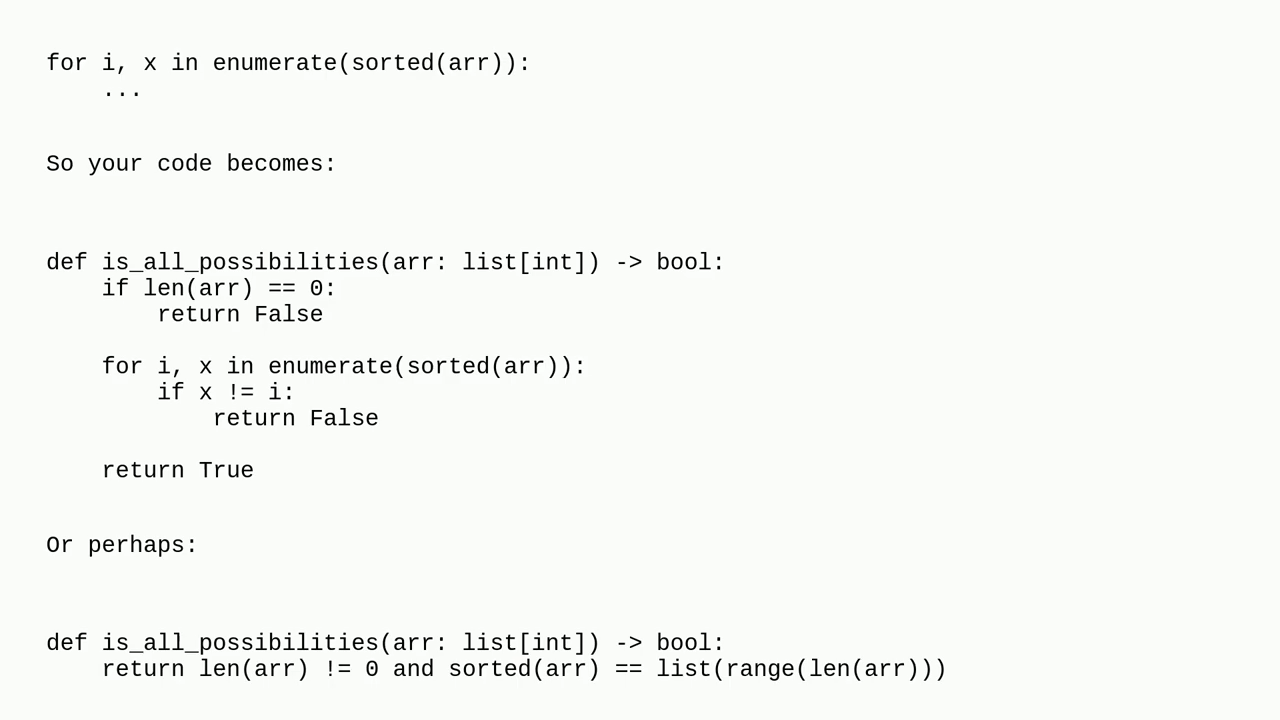 for i, x in enumerate(sorted(arr)):
    ...
So your code becomes:
def is_all_possibilities(arr: list[int]) -> bool:
    if len(arr) == 0:
        return False
    for i, x in enumerate(sorted(arr)):
        if x != i:
            return False
    return True
Or perhaps:
def is_all_possibilities(arr: list[int]) -> bool:
    return len(arr) != 0 and sorted(arr) == list(range(len(arr)))